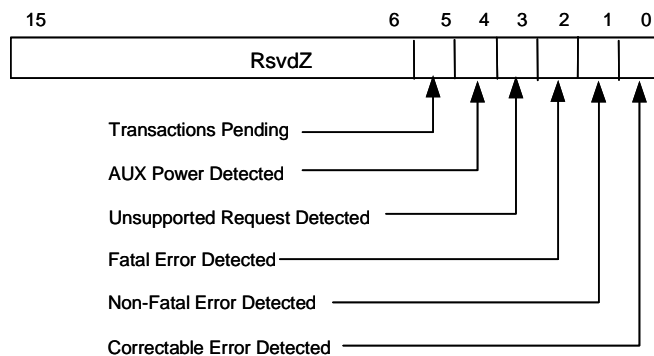 15 6 5 4 3 2 1 0
RsvdZ
Transactions Pending
AUX Power Detected
Unsupported Request Detected
Fatal Error Detected
Non-Fatal Error Detected
Correctable Error Detected